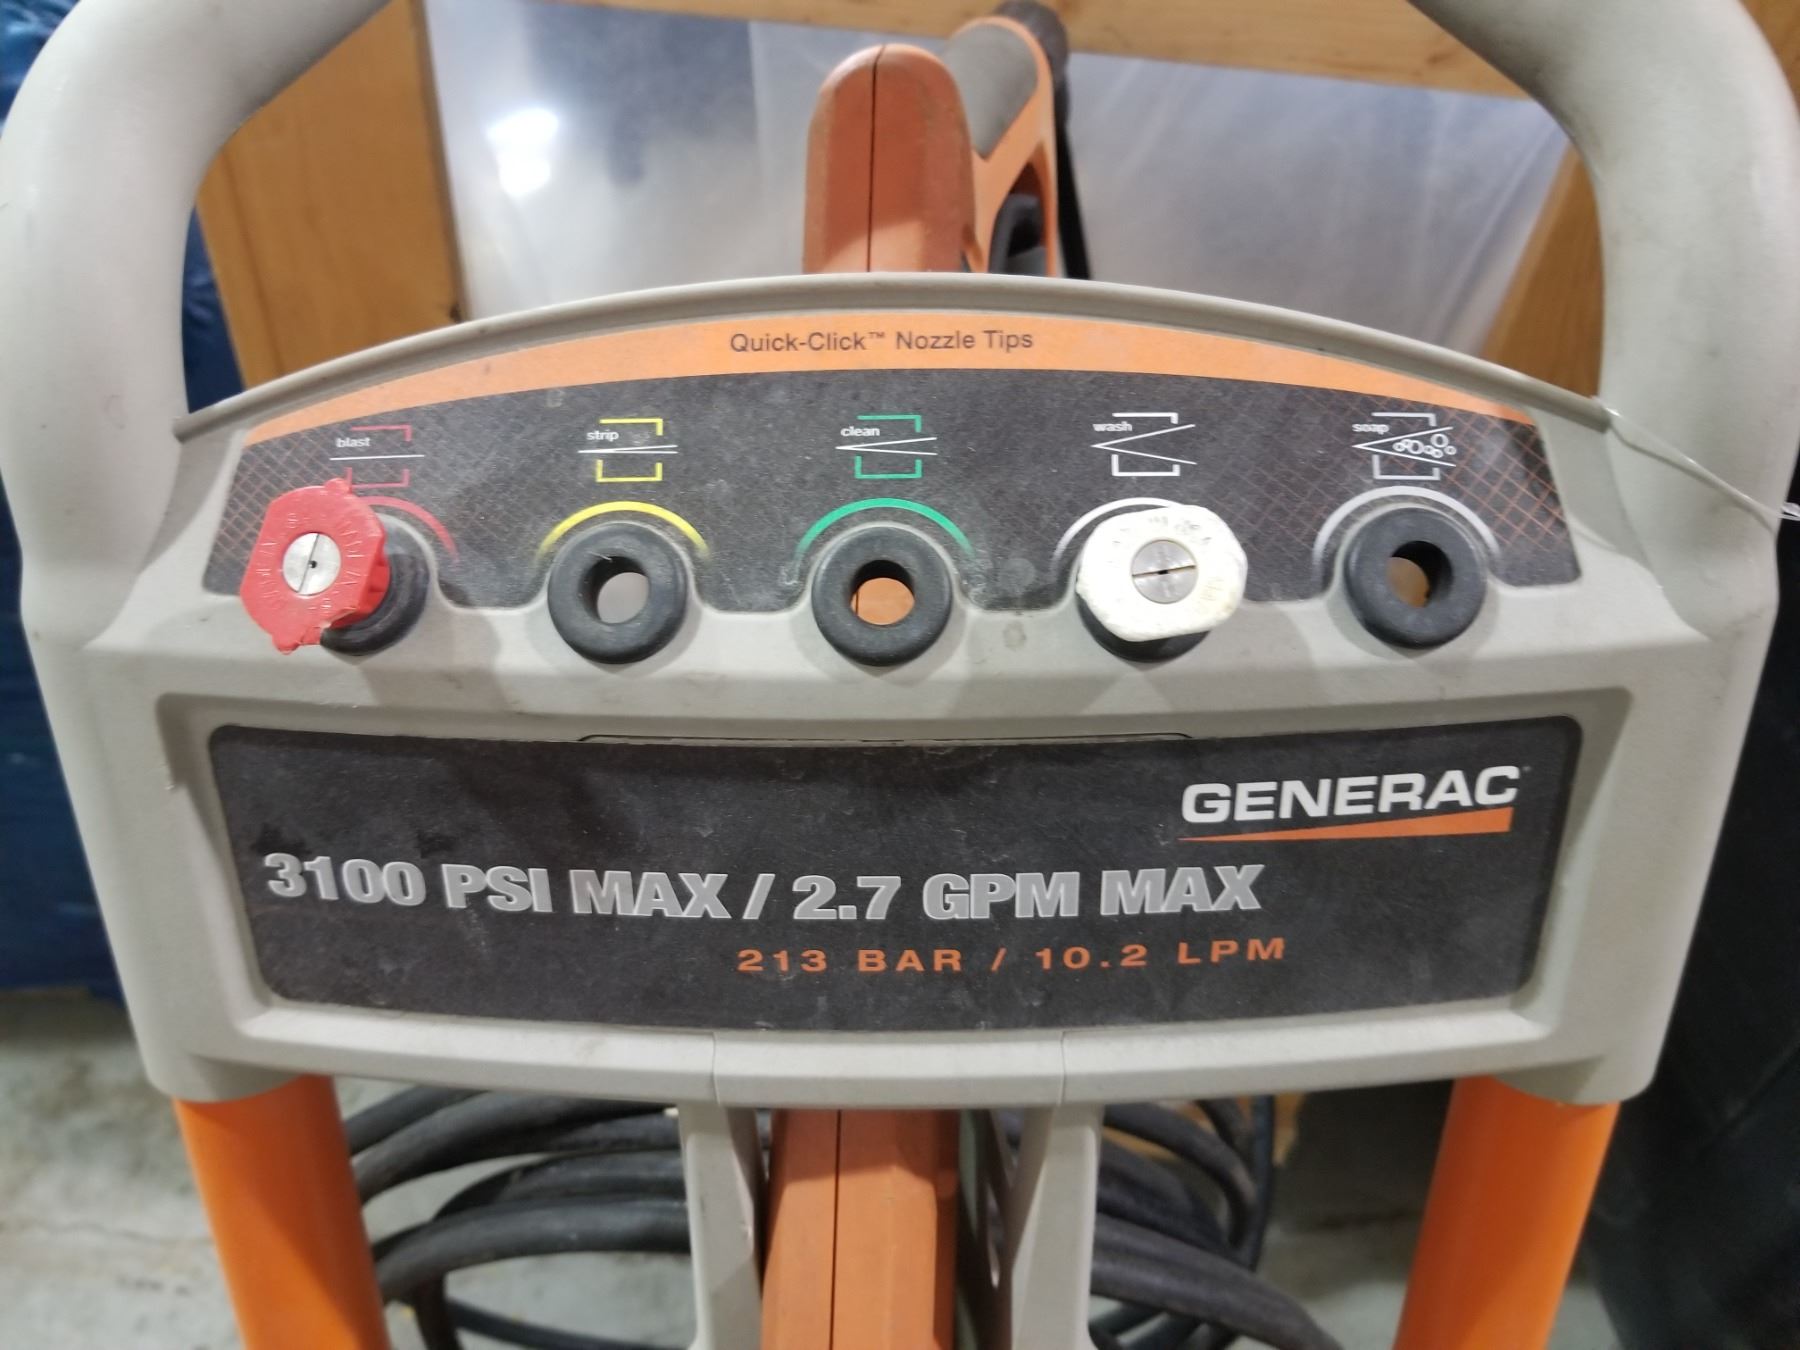 Quick-Click™ Nozzle Tips
blast
strip
clean
wash
soap
GENERAC
3100 PSI MAX / 2.7 GPM MAX
213 BAR / 10.2 LPM